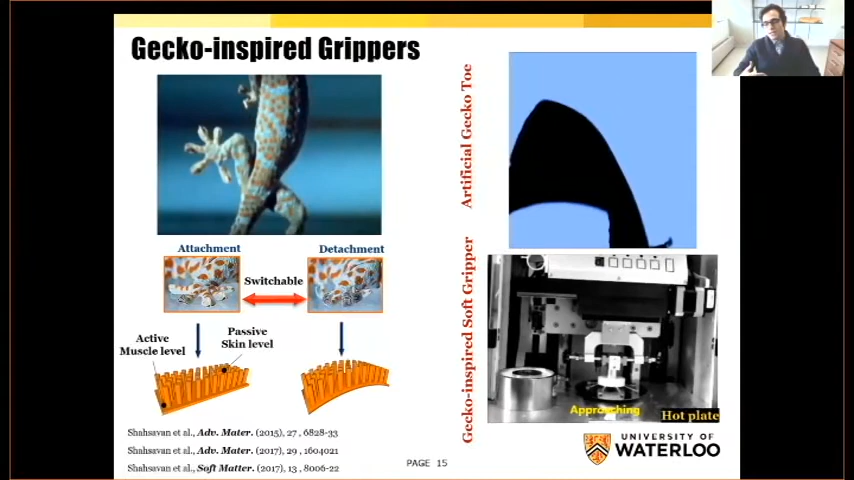 Gecko-inspired Grippers
Attachment
Detachment
Switchable
Active
Muscle level
Passive
Skin level
Shahsavan et al., Adv. Mater. (2015), 27 , 6828-33
Shahsavan et al., Adv. Mater. (2017), 29 , 1604021
Shahsavan et al., Soft Matter. (2017), 13 , 8006-22
Artificial Gecko Toe
Gecko-inspired Soft Gripper
Approaching
Hot plate
PAGE 15
UNIVERSITY OF
WATERLOO